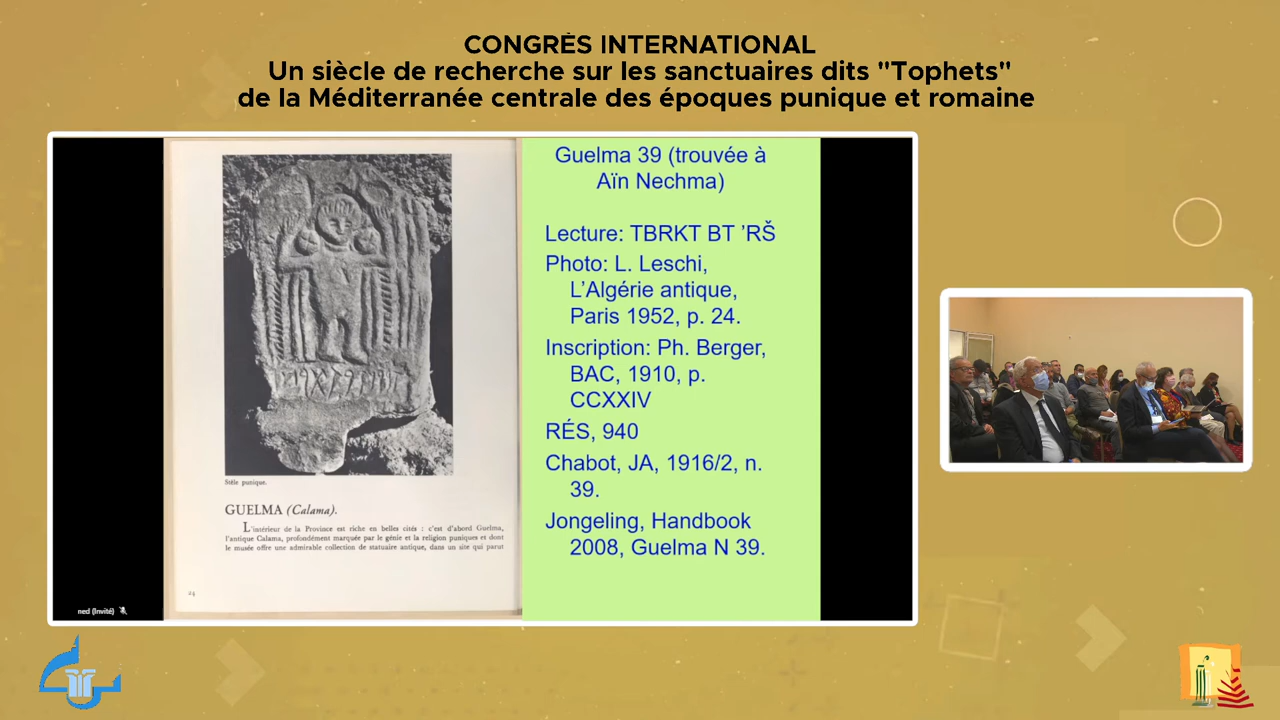 CONGRÈS INTERNATIONAL
Un siècle de recherche sur les sanctuaires dits "Tophets"
de la Méditerranée centrale des époques punique et romaine
Stèle punique.
GUELMA (Calama).
L'intérieur de la Province est riche en belles cités : c'est d'abord Guelma,
l'antique Calama, profondément marquée par le génie et la religion puniques et dont
le musée offre une admirable collection de statuaire antique, dans un site qui parut
24
Guelma 39 (trouvée à
Aïn Nechma)
Lecture: TBRKT BT ’RŠ
Photo: L. Leschi,
L’Algérie antique,
Paris 1952, p. 24.
Inscription: Ph. Berger,
BAC, 1910, p.
CCXXIV
RÉS, 940
Chabot, JA, 1916/2, n.
39.
Jongeling, Handbook
2008, Guelma N 39.
ned (Invité)